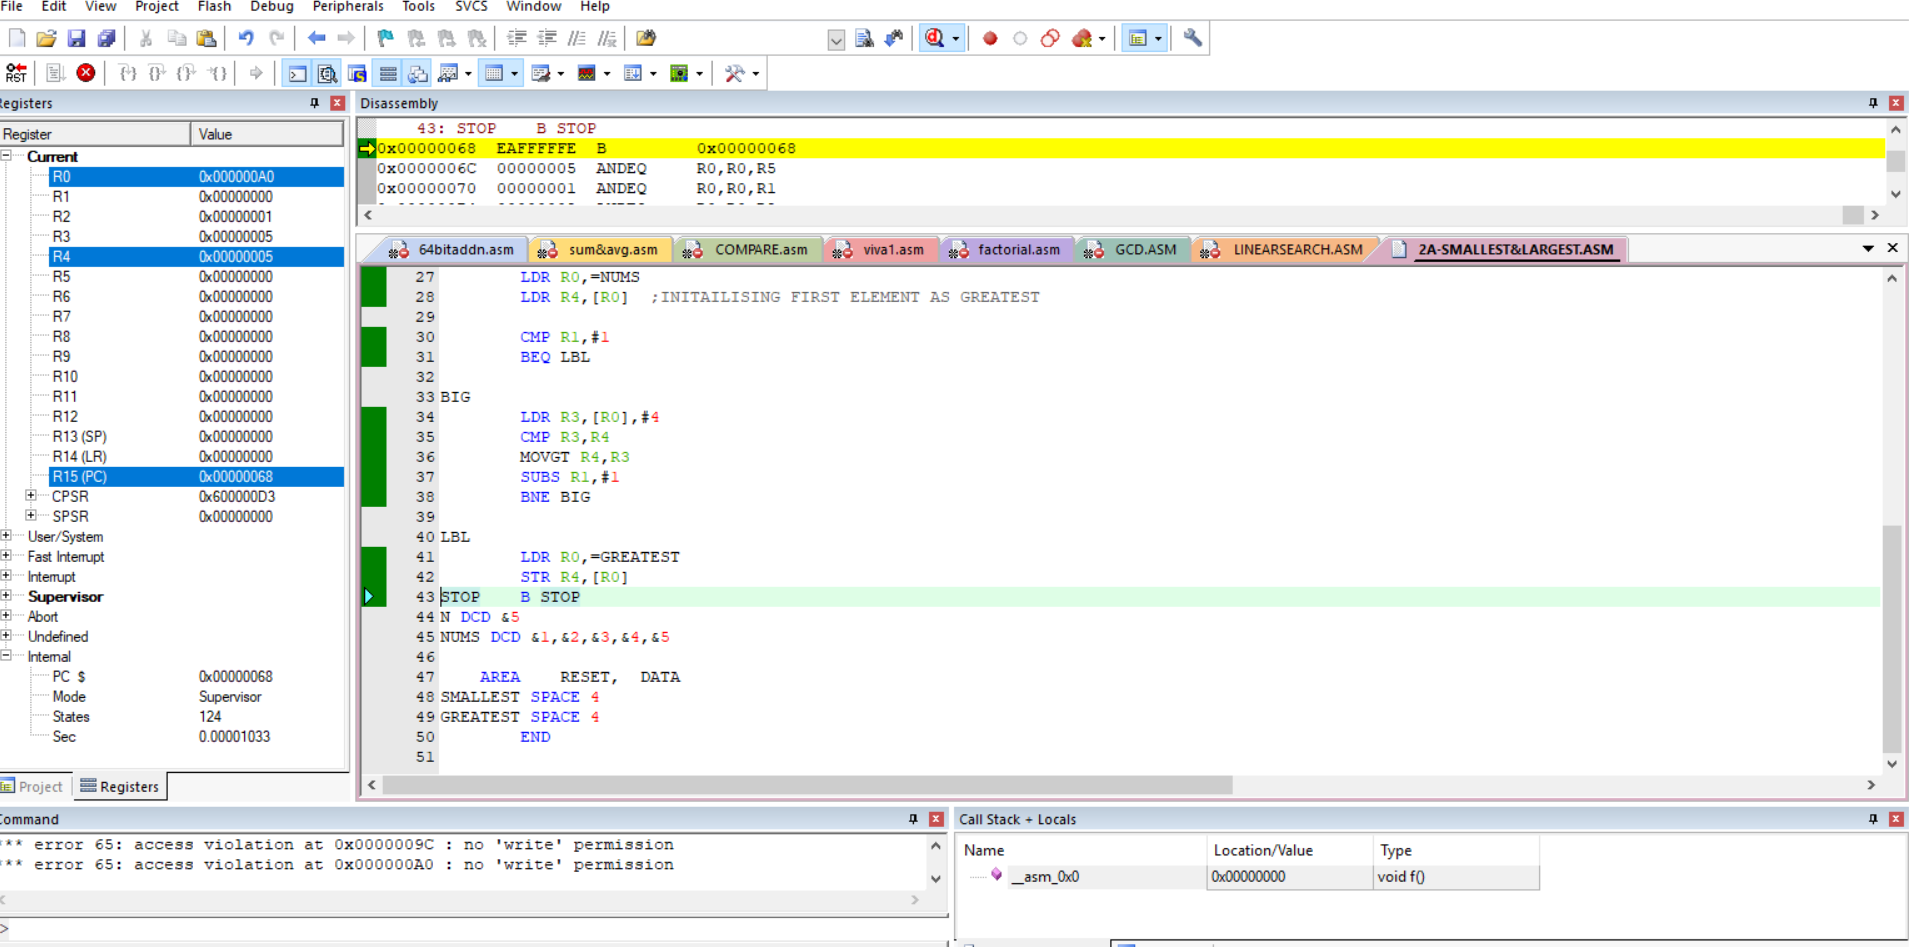 File Edit View Project Flash Debug Peripherals Tools SVCS Window Help
RST
Registers
Register Value
Current
R0 0x000000A0
R1 0x00000000
R2 0x00000001
R3 0x00000005
R4 0x00000005
R5 0x00000000
R6 0x00000000
R7 0x00000000
R8 0x00000000
R9 0x00000000
R10 0x00000000
R11 0x00000000
R12 0x00000000
R13 (SP) 0x00000000
R14 (LR) 0x00000000
R15 (PC) 0x00000068
CPSR 0x600000D3
SPSR 0x00000000
User/System
Fast Interrupt
Interrupt
Supervisor
Abort
Undefined
Internal
PC $ 0x00000068
Mode Supervisor
States 124
Sec 0.00001033
Project Registers
Disassembly
43: STOP B STOP
0x00000068 EAFFFFFE B 0x00000068
0x0000006C 00000005 ANDEQ R0,R0,R5
0x00000070 00000001 ANDEQ R0,R0,R1
64bitaddn.asm sum&avg.asm COMPARE.asm viva1.asm factorial.asm GCD.ASM LINEARSEARCH.ASM 2A-SMALLEST&LARGEST.ASM
27 LDR R0,=NUMS
28 LDR R4,[R0] ;INITAILISING FIRST ELEMENT AS GREATEST
29
30 CMP R1,#1
31 BEQ LBL
32
33 BIG
34 LDR R3,[R0],#4
35 CMP R3,R4
36 MOVGT R4,R3
37 SUBS R1,#1
38 BNE BIG
39
40 LBL
41 LDR R0,=GREATEST
42 STR R4,[R0]
43 STOP B STOP
44 N DCD &5
45 NUMS DCD &1,&2,&3,&4,&5
46
47 AREA RESET, DATA
48 SMALLEST SPACE 4
49 GREATEST SPACE 4
50 END
51
Command
*** error 65: access violation at 0x0000009C : no 'write' permission
*** error 65: access violation at 0x000000A0 : no 'write' permission
>
Call Stack + Locals
Name Location/Value Type
__asm_0x0 0x00000000 void f()